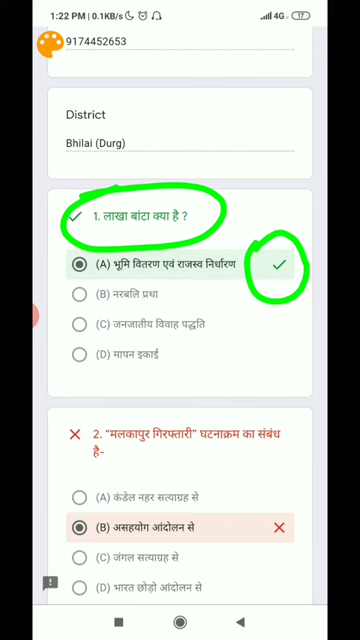 1:22 PM | 0.1KB/s
4G 17
9174452653
District
Bhilai (Durg)
1. लाखा बांटा क्या है ?
(A) भूमि वितरण एवं राजस्व निर्धारण
(B) नरबलि प्रथा
(C) जनजातीय विवाह पद्धति
(D) मापन इकाई
2. “मलकापुर गिरफ्तारी” घटनाक्रम का संबंध
है-
(A) कंडेल नहर सत्याग्रह से
(B) असहयोग आंदोलन से
(C) जंगल सत्याग्रह से
(D) भारत छोड़ो आंदोलन से